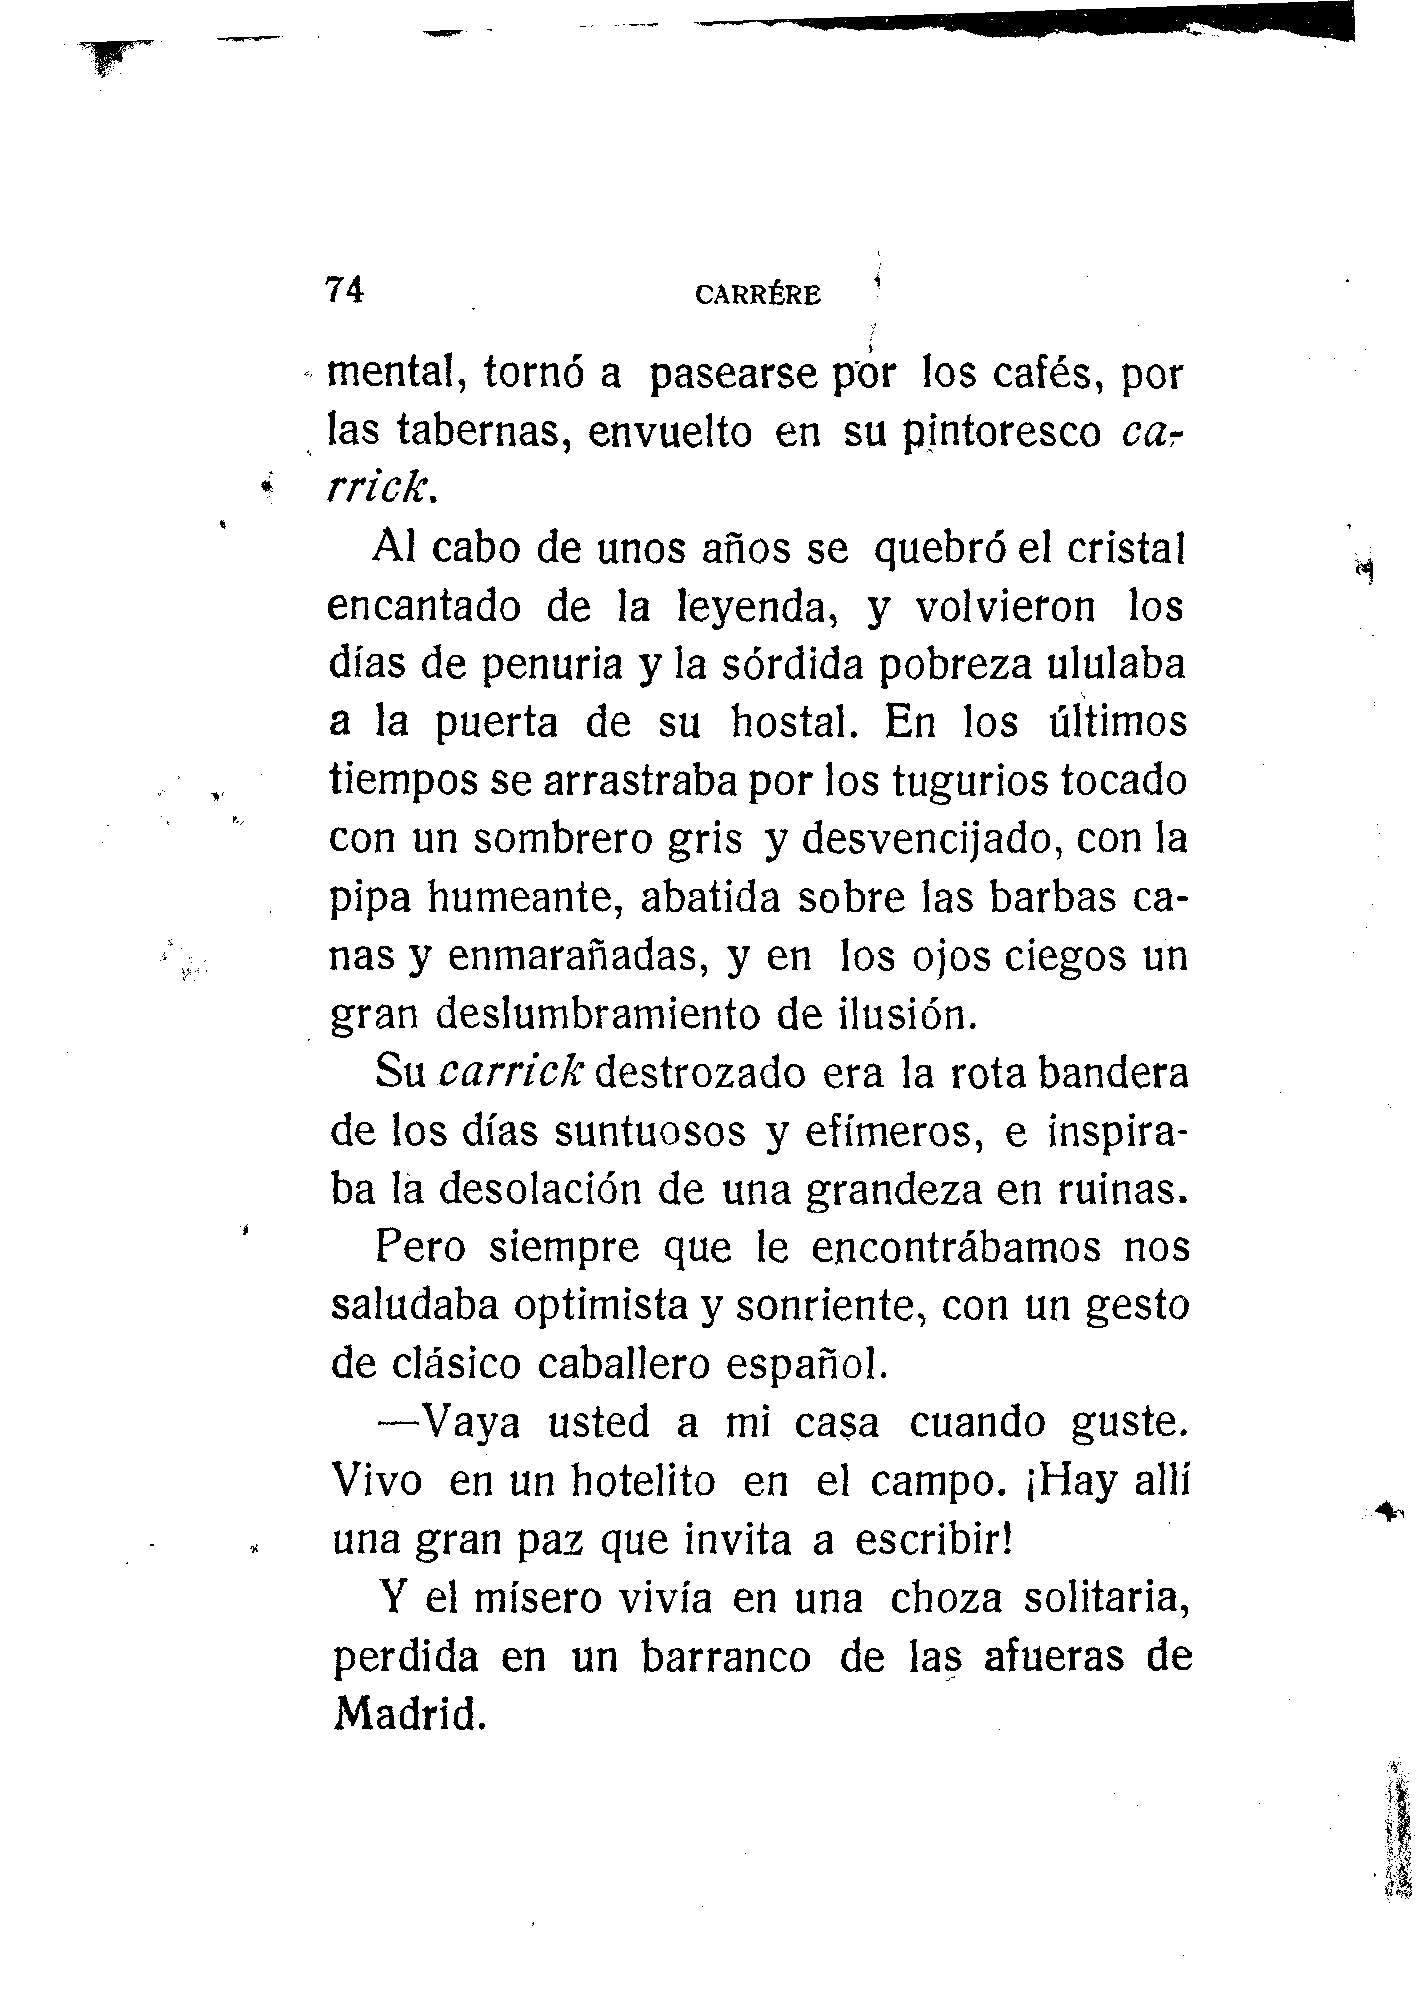 74
CARRÉRE
mental, tornó a pasearse por los cafés, por
las tabernas, envuelto en su pintoresco ca-
rrick.
Al cabo de unos años se quebró el cristal
encantado de la leyenda, y volvieron los
días de penuria y la sórdida pobreza ululaba
a la puerta de su hostal. En los últimos
tiempos se arrastraba por los tugurios tocado
con un sombrero gris y desvencijado, con la
pipa humeante, abatida sobre las barbas ca-
nas y enmarañadas, y en los ojos ciegos un
gran deslumbramiento de ilusión.
Su carrick destrozado era la rota bandera
de los días suntuosos y efímeros, e inspira-
ba la desolación de una grandeza en ruinas.
Pero siempre que le encontrábamos nos
saludaba optimista y sonriente, con un gesto
de clásico caballero español.
—Vaya usted a mi casa cuando guste.
Vivo en un hotelito en el campo. ¡Hay allí
una gran paz que invita a escribir!
Y el mísero vivía en una choza solitaria,
perdida en un barranco de las afueras de
Madrid.